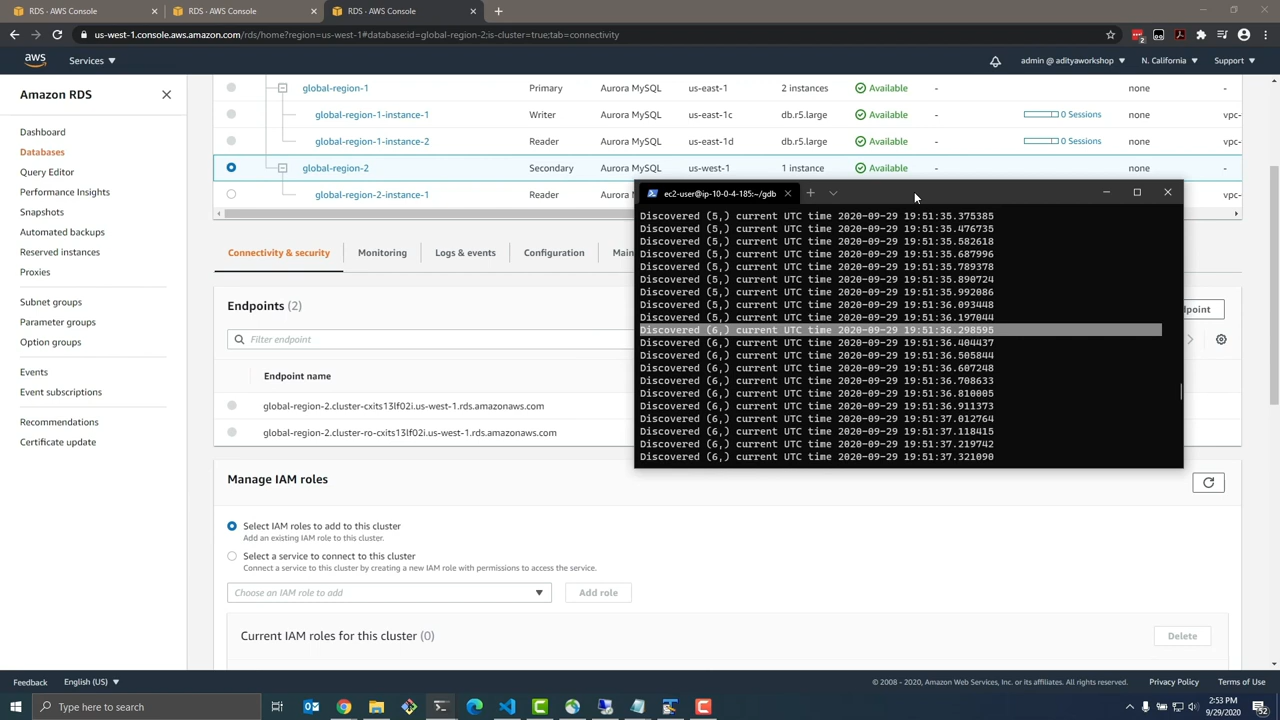 RDS · AWS Console
RDS · AWS Console
RDS · AWS Console
us-west-1.console.aws.amazon.com/rds/home?region=us-west-1#database:id=global-region-2;is-cluster=true;tab=connectivity
aws Services admin @ adityaworkshop N. California Support
Amazon RDS
Dashboard
Databases
Query Editor
Performance Insights
Snapshots
Automated backups
Reserved instances
Proxies
Subnet groups
Parameter groups
Option groups
Events
Event subscriptions
Recommendations
Certificate update
global-region-1 Primary Aurora MySQL us-east-1 2 instances Available - none -
global-region-1-instance-1 Writer Aurora MySQL us-east-1c db.r5.large Available 0 Sessions none vpc-
global-region-1-instance-2 Reader Aurora MySQL us-east-1d db.r5.large Available 0 Sessions none vpc-
global-region-2 Secondary Aurora MySQL us-west-1 1 instance Available - none -
global-region-2-instance-1 Reader Aurora MySQL none vpc-
Connectivity & security Monitoring Logs & events Configuration Main
Endpoints (2)
dpoint
Filter endpoint
Endpoint name
global-region-2.cluster-cxits13lf02i.us-west-1.rds.amazonaws.com
global-region-2.cluster-ro-cxits13lf02i.us-west-1.rds.amazonaws.com
ec2-user@ip-10-0-4-185:~/gdb
Discovered (5,) current UTC time 2020-09-29 19:51:35.375385
Discovered (5,) current UTC time 2020-09-29 19:51:35.476735
Discovered (5,) current UTC time 2020-09-29 19:51:35.582618
Discovered (5,) current UTC time 2020-09-29 19:51:35.687996
Discovered (5,) current UTC time 2020-09-29 19:51:35.789378
Discovered (5,) current UTC time 2020-09-29 19:51:35.890724
Discovered (5,) current UTC time 2020-09-29 19:51:35.992086
Discovered (5,) current UTC time 2020-09-29 19:51:36.093448
Discovered (5,) current UTC time 2020-09-29 19:51:36.197044
Discovered (6,) current UTC time 2020-09-29 19:51:36.298595
Discovered (6,) current UTC time 2020-09-29 19:51:36.404437
Discovered (6,) current UTC time 2020-09-29 19:51:36.505844
Discovered (6,) current UTC time 2020-09-29 19:51:36.607248
Discovered (6,) current UTC time 2020-09-29 19:51:36.708633
Discovered (6,) current UTC time 2020-09-29 19:51:36.810005
Discovered (6,) current UTC time 2020-09-29 19:51:36.911373
Discovered (6,) current UTC time 2020-09-29 19:51:37.012764
Discovered (6,) current UTC time 2020-09-29 19:51:37.118415
Discovered (6,) current UTC time 2020-09-29 19:51:37.219742
Discovered (6,) current UTC time 2020-09-29 19:51:37.321090
Manage IAM roles
Select IAM roles to add to this cluster
Add an existing IAM role to this cluster.
Select a service to connect to this cluster
Connect a service to this cluster by creating a new IAM role with permissions to access the service.
Choose an IAM role to add Add role
Current IAM roles for this cluster (0) Delete
Feedback English (US) © 2008 - 2020, Amazon Web Services, Inc. or its affiliates. All rights reserved. Privacy Policy Terms of Use
Type here to search
2:53 PM
9/29/2020